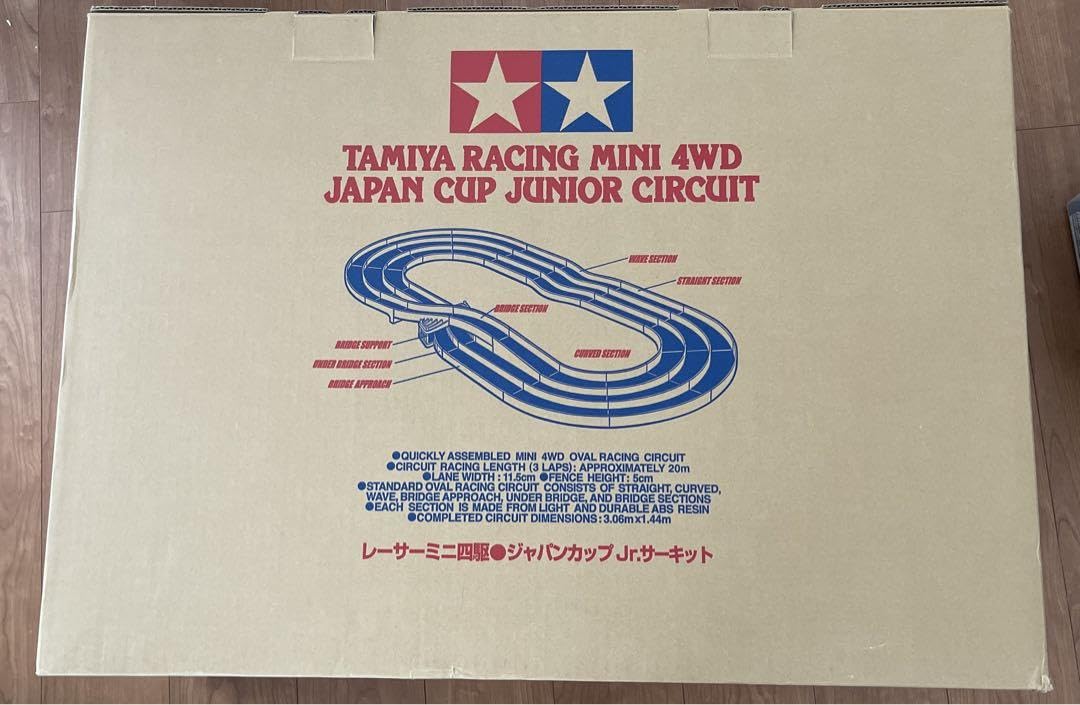 TAMIYA RACING MINI 4WD
JAPAN CUP JUNIOR CIRCUIT
WAVE SECTION
STRAIGHT SECTION
BRIDGE SECTION
BRIDGE SUPPORT
CURVED SECTION
UNDER BRIDGE SECTION
BRIDGE APPROACH
●QUICKLY ASSEMBLED MINI 4WD OVAL RACING CIRCUIT
●CIRCUIT RACING LENGTH (3 LAPS): APPROXIMATELY 20m
●LANE WIDTH : 11.5cm ●FENCE HEIGHT: 5cm
●STANDARD OVAL RACING CIRCUIT CONSISTS OF STRAIGHT, CURVED,
WAVE, BRIDGE APPROACH, UNDER BRIDGE, AND BRIDGE SECTIONS
●EACH SECTION IS MADE FROM LIGHT AND DURABLE ABS RESIN
●COMPLETED CIRCUIT DIMENSIONS : 3.06m×1.44m
レーサーミニ四駆●ジャパンカップ Jr.サーキット